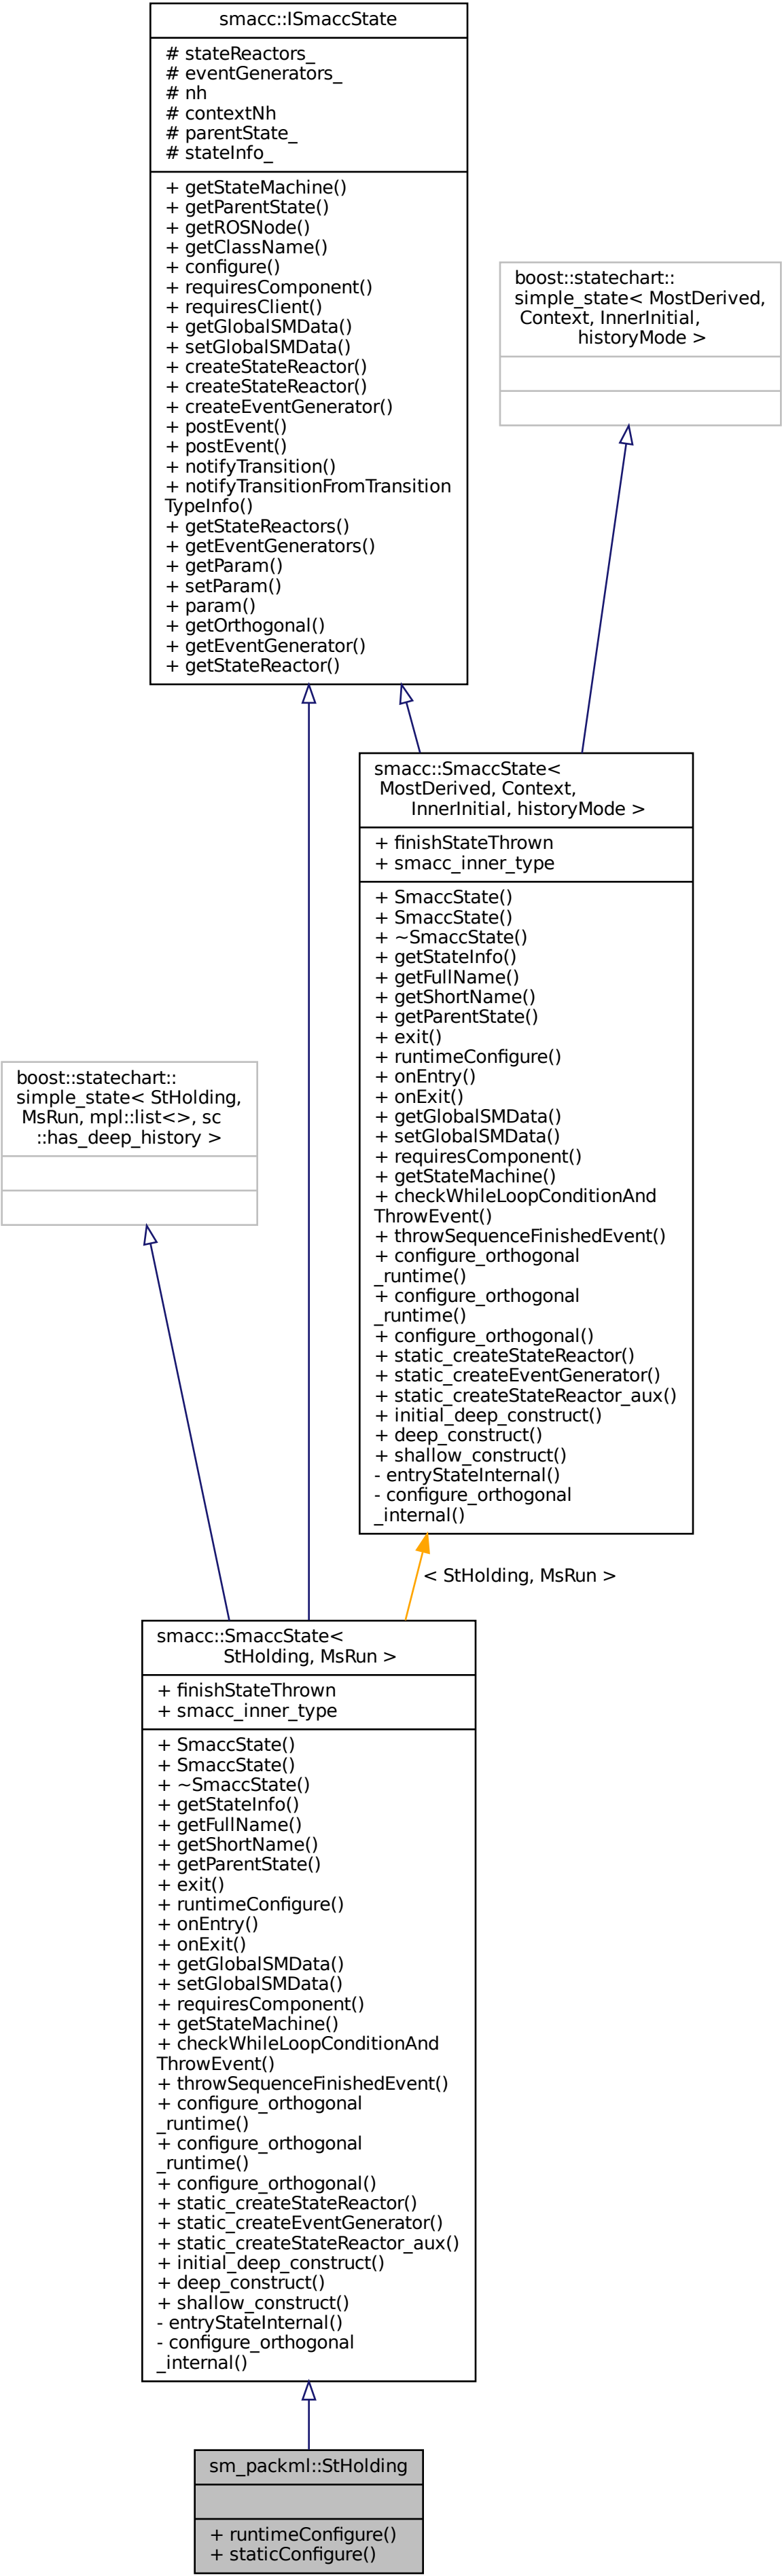 smacc::ISmaccState
# stateReactors_
# eventGenerators_
# nh
# contextNh
# parentState_
# stateInfo_
+ getStateMachine()
+ getParentState()
+ getROSNode()
+ getClassName()
+ configure()
+ requiresComponent()
+ requiresClient()
+ getGlobalSMData()
+ setGlobalSMData()
+ createStateReactor()
+ createStateReactor()
+ createEventGenerator()
+ postEvent()
+ postEvent()
+ notifyTransition()
+ notifyTransitionFromTransition
TypeInfo()
+ getStateReactors()
+ getEventGenerators()
+ getParam()
+ setParam()
+ param()
+ getOrthogonal()
+ getEventGenerator()
+ getStateReactor()
boost::statechart::
simple_state< MostDerived,
Context, InnerInitial,
historyMode >
smacc::SmaccState<
MostDerived, Context,
InnerInitial, historyMode >
+ finishStateThrown
+ smacc_inner_type
+ SmaccState()
+ SmaccState()
+ ~SmaccState()
+ getStateInfo()
+ getFullName()
+ getShortName()
+ getParentState()
+ exit()
+ runtimeConfigure()
+ onEntry()
+ onExit()
+ getGlobalSMData()
+ setGlobalSMData()
+ requiresComponent()
+ getStateMachine()
+ checkWhileLoopConditionAnd
ThrowEvent()
+ throwSequenceFinishedEvent()
+ configure_orthogonal
_runtime()
+ configure_orthogonal
_runtime()
+ configure_orthogonal()
+ static_createStateReactor()
+ static_createEventGenerator()
+ static_createStateReactor_aux()
+ initial_deep_construct()
+ deep_construct()
+ shallow_construct()
- entryStateInternal()
- configure_orthogonal
_internal()
boost::statechart::
simple_state< StHolding,
MsRun, mpl::list<>, sc
::has_deep_history >
< StHolding, MsRun >
smacc::SmaccState<
StHolding, MsRun >
+ finishStateThrown
+ smacc_inner_type
+ SmaccState()
+ SmaccState()
+ ~SmaccState()
+ getStateInfo()
+ getFullName()
+ getShortName()
+ getParentState()
+ exit()
+ runtimeConfigure()
+ onEntry()
+ onExit()
+ getGlobalSMData()
+ setGlobalSMData()
+ requiresComponent()
+ getStateMachine()
+ checkWhileLoopConditionAnd
ThrowEvent()
+ throwSequenceFinishedEvent()
+ configure_orthogonal
_runtime()
+ configure_orthogonal
_runtime()
+ configure_orthogonal()
+ static_createStateReactor()
+ static_createEventGenerator()
+ static_createStateReactor_aux()
+ initial_deep_construct()
+ deep_construct()
+ shallow_construct()
- entryStateInternal()
- configure_orthogonal
_internal()
sm_packml::StHolding
+ runtimeConfigure()
+ staticConfigure()